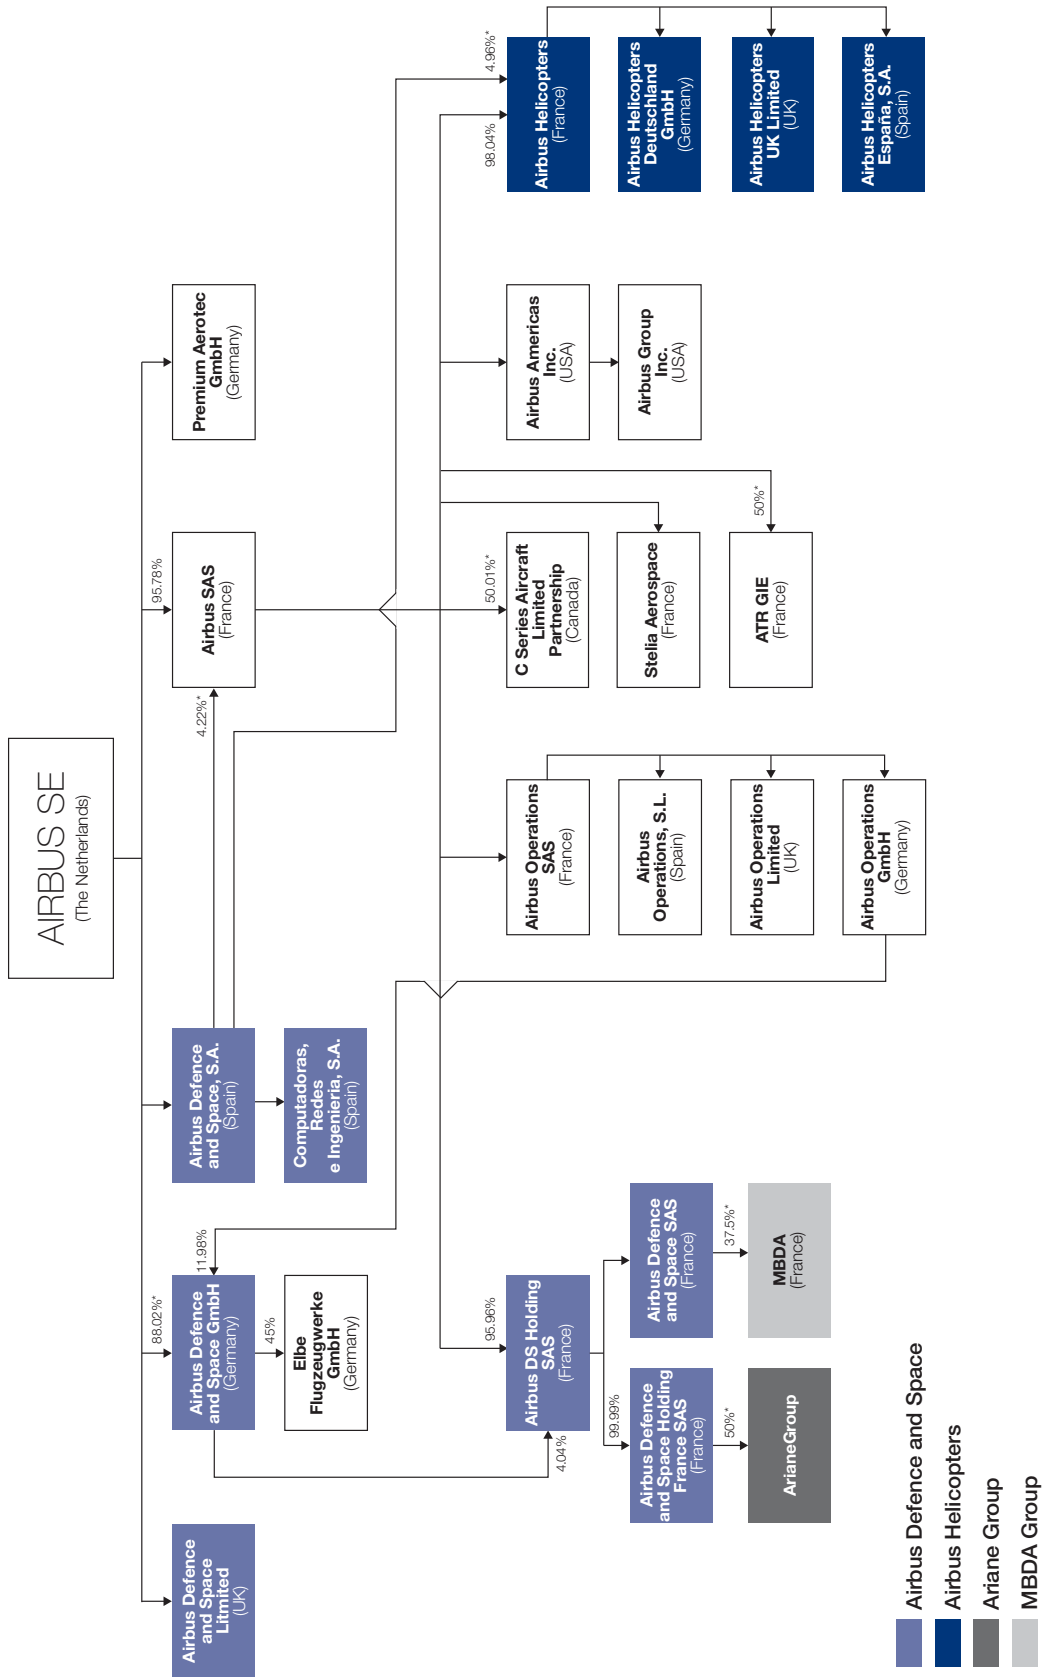 AIRBUS SE
(The Netherlands)
88.02%*
95.78%
Airbus Defence
and Space
Litmited
(UK)
Airbus Defence
and Space GmbH
(Germany)
11.98%
Airbus Defence
and Space, S.A.
(Spain)
4.22%*
Airbus SAS
(France)
Premium Aerotec
GmbH
(Germany)
45%
Elbe
Flugzeugwerke
GmbH
(Germany)
Computadoras,
Redes
e Ingenieria, S.A.
(Spain)
4.04%
95.96%
50.01%*
98.04%
4.96%*
Airbus DS Holding
SAS
(France)
Airbus Operations
SAS
(France)
C Series Aircraft
Limited
Partnership
(Canada)
Airbus Americas
Inc.
(USA)
Airbus Helicopters
(France)
99.99%
Airbus Defence
and Space Holding
France SAS
(France)
Airbus Defence
and Space SAS
(France)
Airbus
Operations, S.L.
(Spain)
Stelia Aerospace
(France)
Airbus Group
Inc.
(USA)
Airbus Helicopters
Deutschland
GmbH
(Germany)
50%*
37.5%*
50%*
ArianeGroup
MBDA
(France)
Airbus Operations
Limited
(UK)
ATR GIE
(France)
Airbus Helicopters
UK Limited
(UK)
Airbus Operations
GmbH
(Germany)
Airbus Helicopters
España, S.A.
(Spain)
Airbus Defence and Space
Airbus Helicopters
Ariane Group
MBDA Group